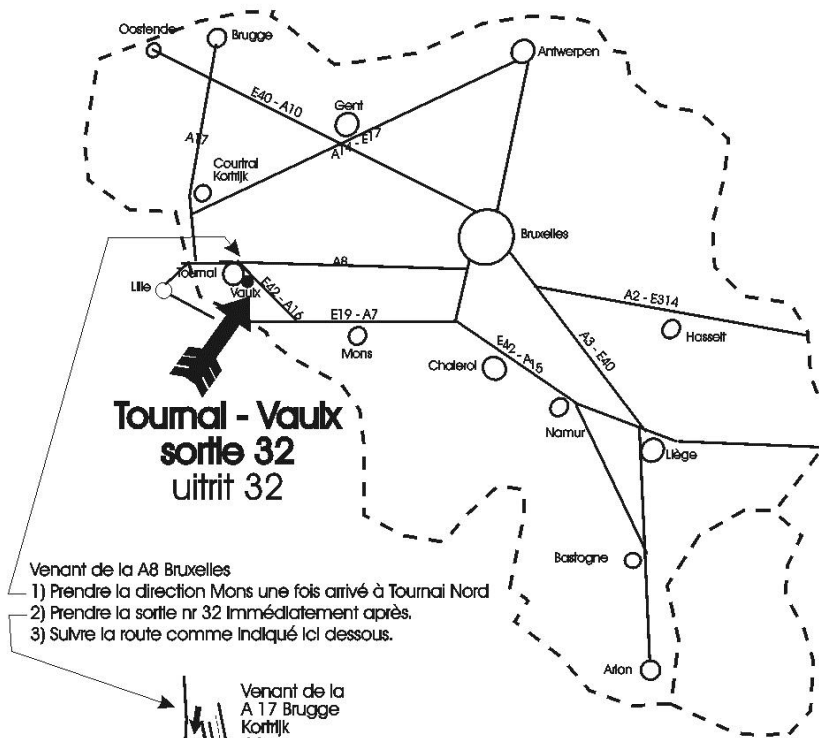 Oostende
Brugge
Antwerpen
E40 - A10
Gent
A17
A14 - E17
Courtrai
Kortrijk
Bruxelles
A8
Tournai
Lille
Vaulx
E42 - A16
E19 - A7
A2 - E314
Hasselt
Mons
A3 - E40
E42 - A15
Chaleroi
Namur
Liège
Tournai - Vaulx
sortie 32
uitrit 32
Bastogne
Venant de la A8 Bruxelles
1) Prendre la direction Mons une fois arrivé à Tournai Nord
2) Prendre la sortie nr 32 immédiatement après.
3) Suivre la route comme indiqué ici dessous.
Arlon
Venant de la
A 17 Brugge
Kortrijk